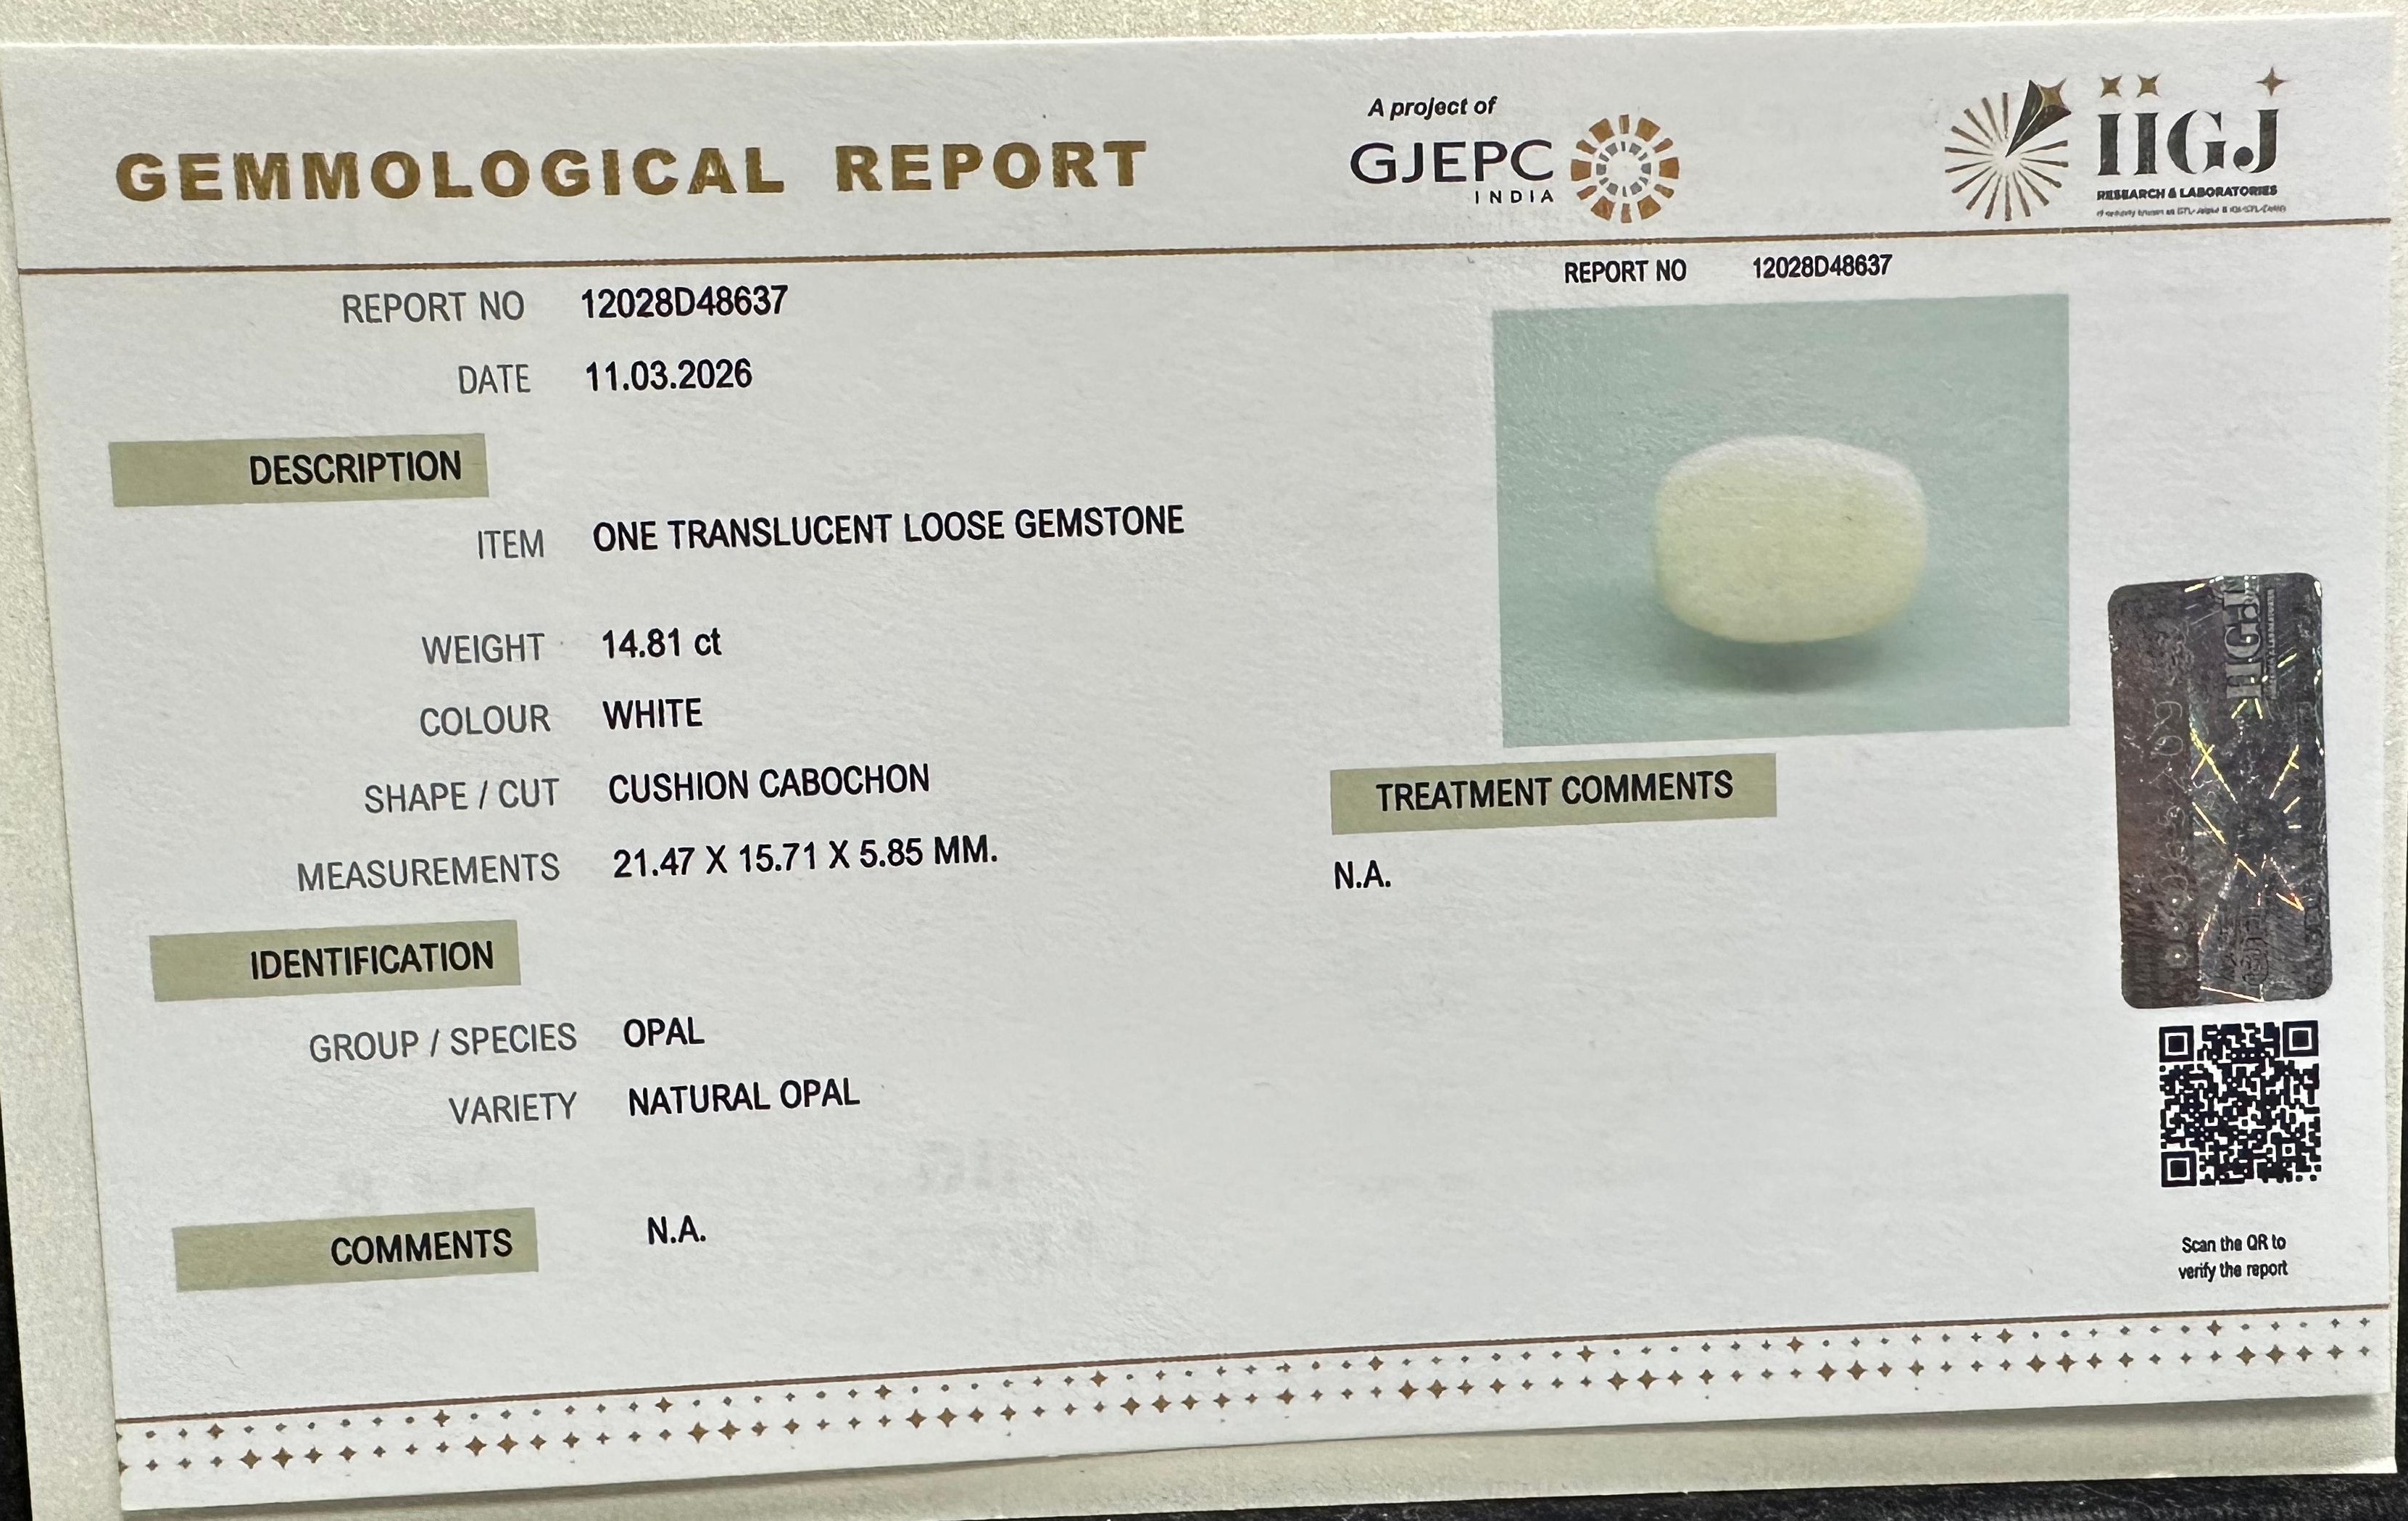 GEMMOLOGICAL REPORT
A project of
GJEPC
INDIA
IIGJ
RESEARCH & LABORATORIES
REPORT NO 12028D48637
DATE 11.03.2026
DESCRIPTION
ITEM ONE TRANSLUCENT LOOSE GEMSTONE
WEIGHT 14.81 ct
COLOUR WHITE
SHAPE / CUT CUSHION CABOCHON
MEASUREMENTS 21.47 X 15.71 X 5.85 MM.
IDENTIFICATION
GROUP / SPECIES OPAL
VARIETY NATURAL OPAL
COMMENTS N.A.
REPORT NO 12028D48637
TREATMENT COMMENTS
N.A.
IIGJ
Scan the QR to
verify the report